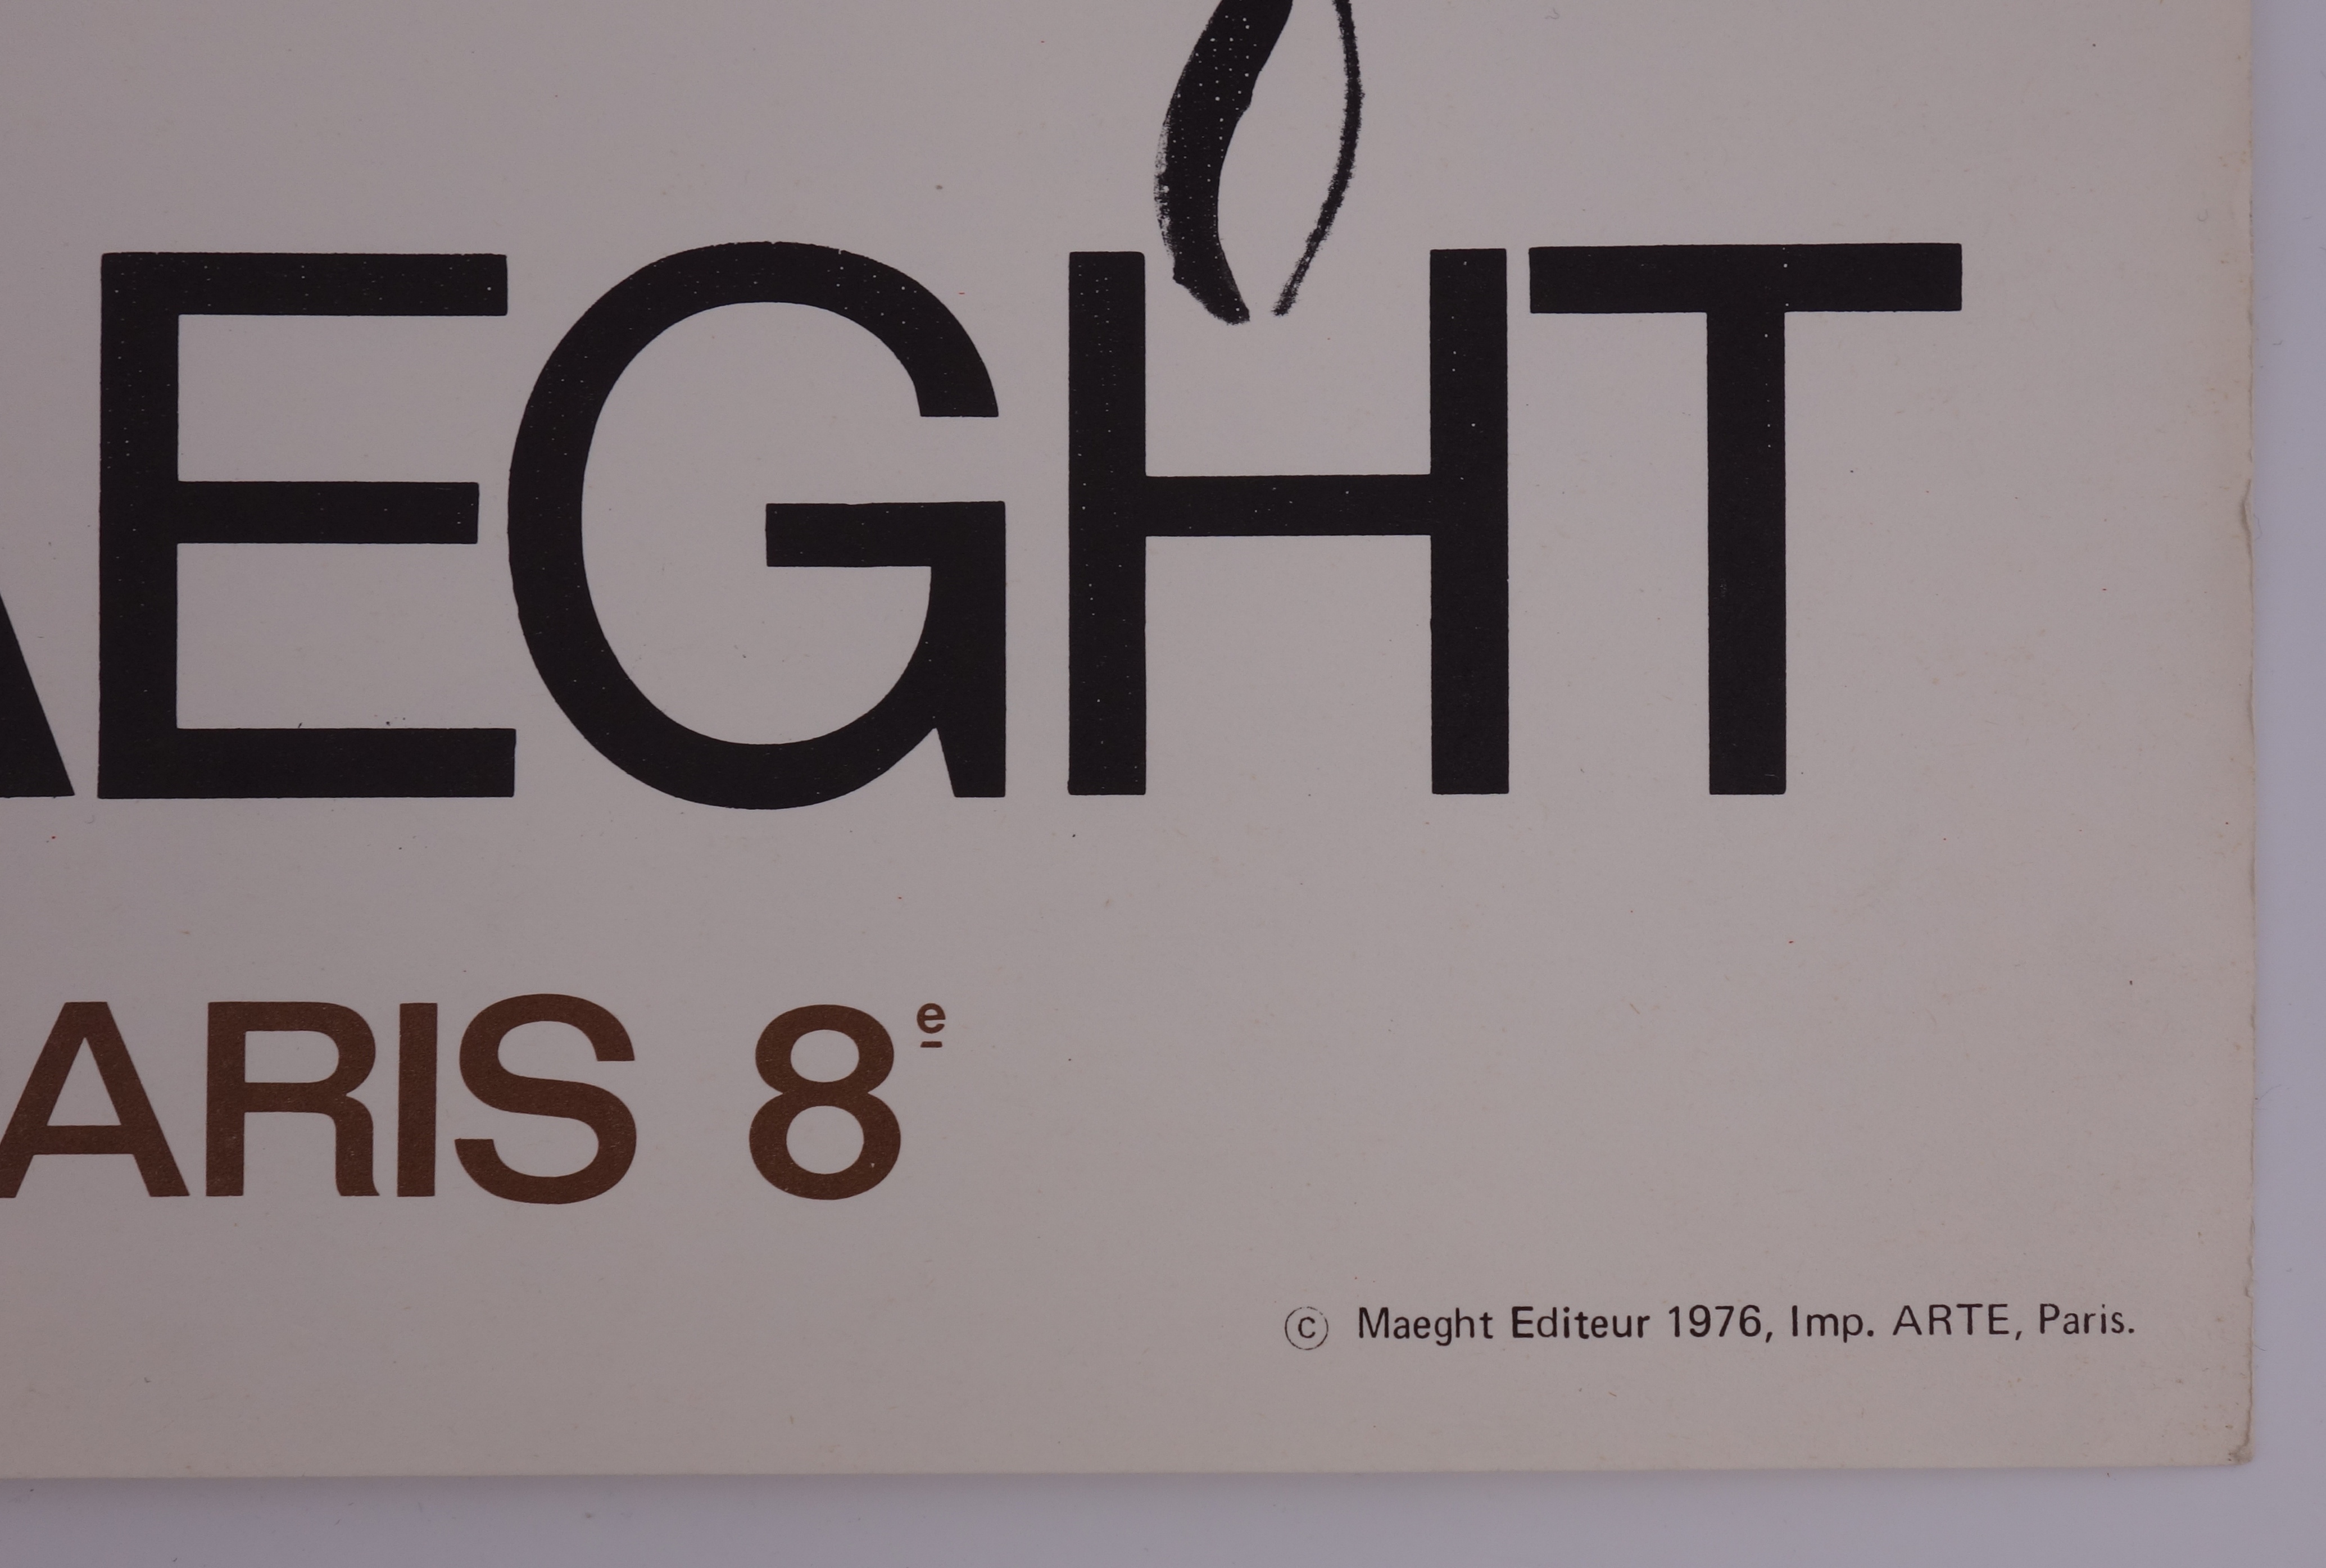 AEGHT
ARIS 8e
© Maeght Editeur 1976, Imp. ARTE, Paris.